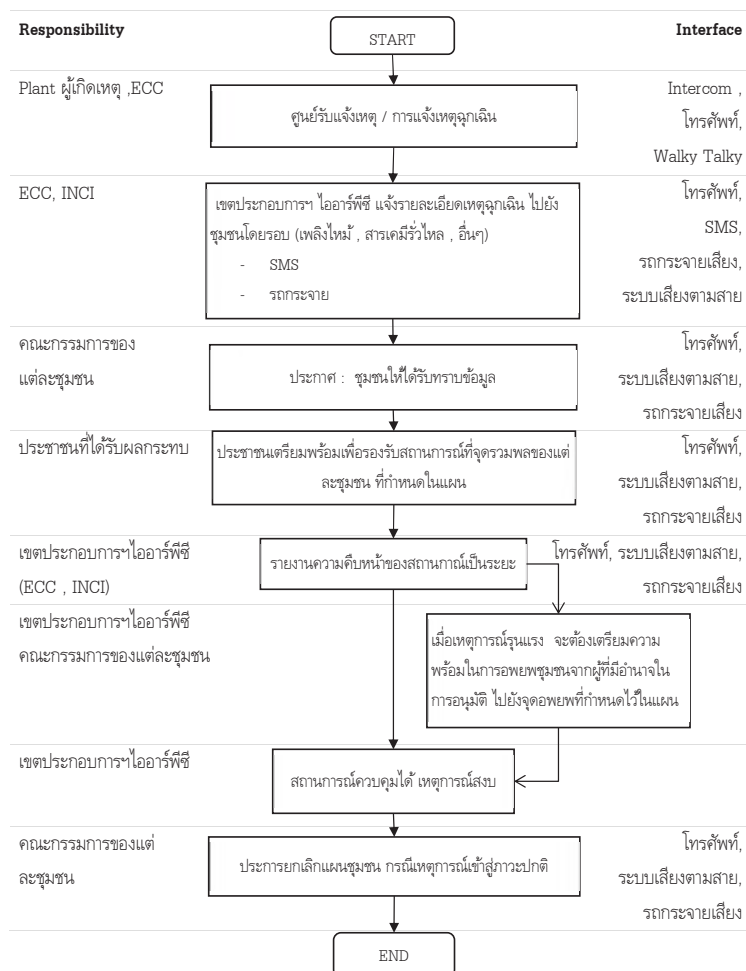 Responsibility
START
Interface
Plant ผู้เกิดเหตุ ,ECC
ศูนย์รับแจ้งเหตุ / การแจ้งเหตุฉุกเฉิน
Intercom ,
โทรศัพท์,
Walky Talky
ECC, INCI
เขตประกอบการฯ ไออาร์พีซี แจ้งรายละเอียดเหตุฉุกเฉิน ไปยัง
ชุมชนโดยรอบ (เพลิงไหม้ , สารเคมีรั่วไหล , อื่นๆ)
- SMS
- รถกระจาย
โทรศัพท์,
SMS,
รถกระจายเสียง,
ระบบเสียงตามสาย
คณะกรรมการของ
แต่ละชุมชน
ประกาศ : ชุมชนให้ได้รับทราบข้อมูล
โทรศัพท์,
ระบบเสียงตามสาย,
รถกระจายเสียง
ประชาชนที่ได้รับผลกระทบ
ประชาชนเตรียมพร้อมเพื่อรองรับสถานการณ์ที่จุดรวมพลของแต่
ละชุมชน ที่กำหนดในแผน
โทรศัพท์,
ระบบเสียงตามสาย,
รถกระจายเสียง
เขตประกอบการฯไออาร์พีซี
(ECC , INCI)
รายงานความคืบหน้าของสถานกาณ์เป็นระยะ
โทรศัพท์, ระบบเสียงตามสาย,
รถกระจายเสียง
เขตประกอบการฯไออาร์พีซี
คณะกรรมการของแต่ละชุมชน
เมื่อเหตุการณ์รุนแรง จะต้องเตรียมความ
พร้อมในการอพยพชุมชนจากผู้ที่มีอำนาจใน
การอนุมัติ ไปยังจุดอพยพที่กำหนดไว้ในแผน
เขตประกอบการฯไออาร์พีซี
สถานการณ์ควบคุมได้ เหตุการณ์สงบ
คณะกรรมการของแต่
ละชุมชน
ประการยกเลิกแผนชุมชน กรณีเหตุการณ์เข้าสู่ภาวะปกติ
โทรศัพท์,
ระบบเสียงตามสาย,
รถกระจายเสียง
END